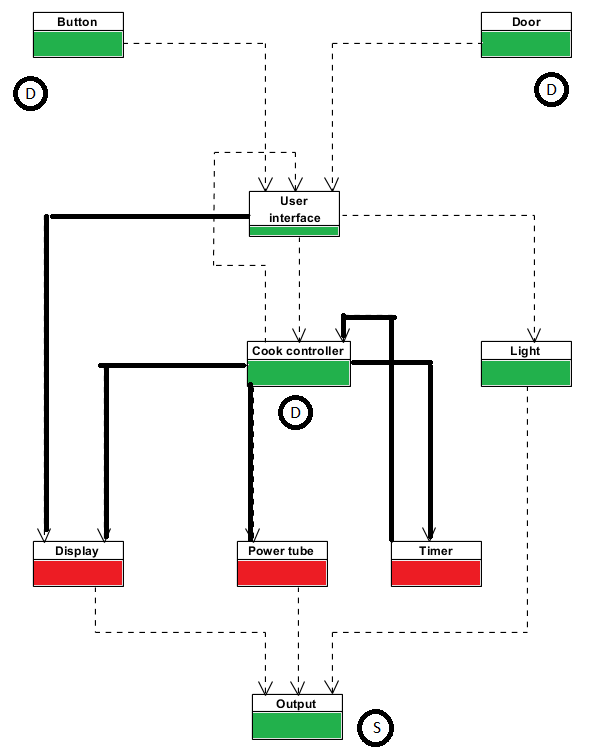 Button
Door
D
D
User
interface
Cook controller
Light
D
Display
Power tube
Timer
Output
S